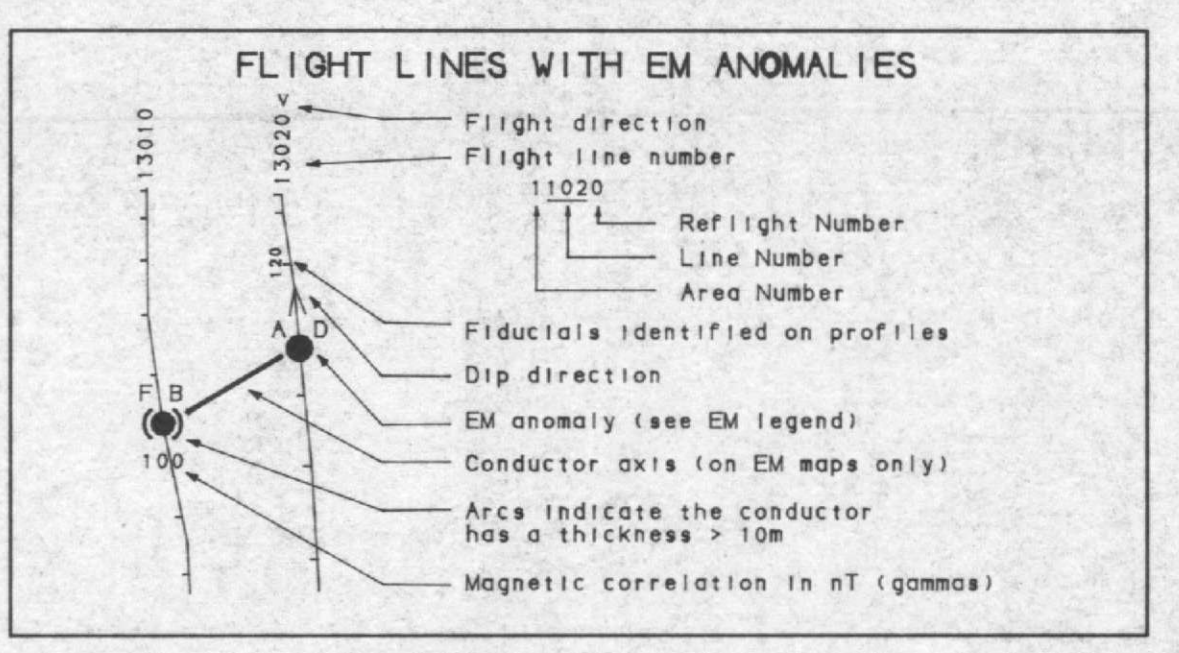 FLIGHT LINES WITH EM ANOMALIES
13010
13020
V
Flight direction
Flight line number
11020
Reflight Number
Line Number
Area Number
120
A D
Fiducials identified on profiles
Dip direction
F B
EM anomaly (see EM legend)
100
Conductor axis (on EM maps only)
Arcs indicate the conductor
has a thickness > 10m
Magnetic correlation in nT (gammas)